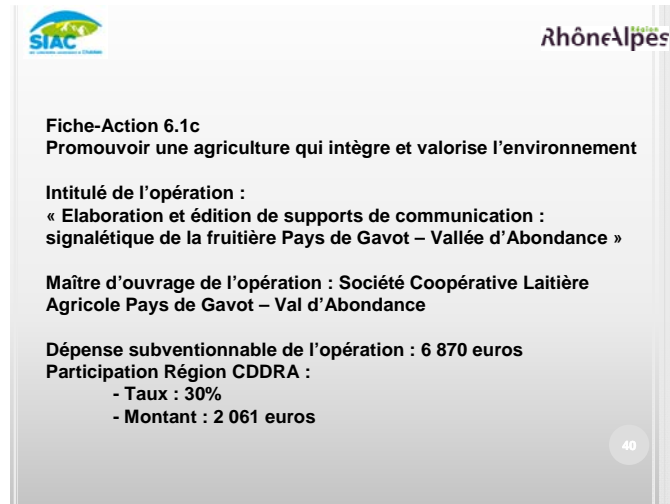 SIAC
Région
RhôneAlpes
Fiche-Action 6.1c
Promouvoir une agriculture qui intègre et valorise l’environnement
Intitulé de l’opération :
« Elaboration et édition de supports de communication :
signalétique de la fruitière Pays de Gavot – Vallée d’Abondance »
Maître d’ouvrage de l’opération : Société Coopérative Laitière
Agricole Pays de Gavot – Val d’Abondance
Dépense subventionnable de l’opération : 6 870 euros
Participation Région CDDRA :
- Taux : 30%
- Montant : 2 061 euros
40